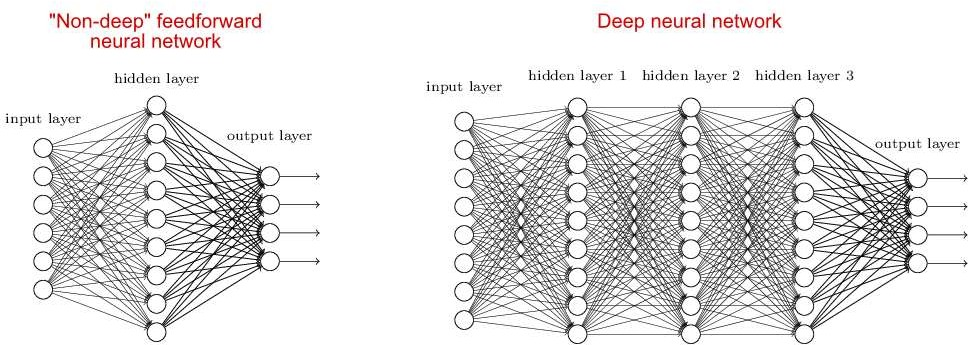 "Non-deep" feedforward
neural network
hidden layer
input layer
output layer
Deep neural network
input layer
hidden layer 1
hidden layer 2
hidden layer 3
output layer